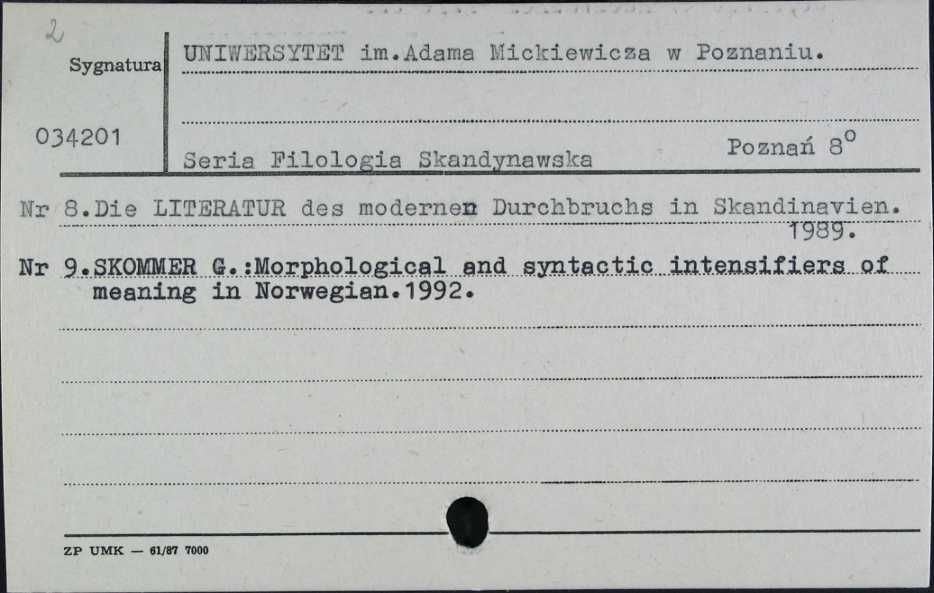 2
Sygnatura
UNIWERSYTET im.Adama Mickiewicza w Poznaniu.
034201
Seria Filologia Skandynawska
Poznań 8°
Nr 8.Die LITERATUR des modernen Durchbruchs in Skandinavien.
1989.
Nr 9.SKOMMER G.:Morphological and syntactic intensifiers of
meaning in Norwegian.1992.
ZP UMK — 61/87 7000